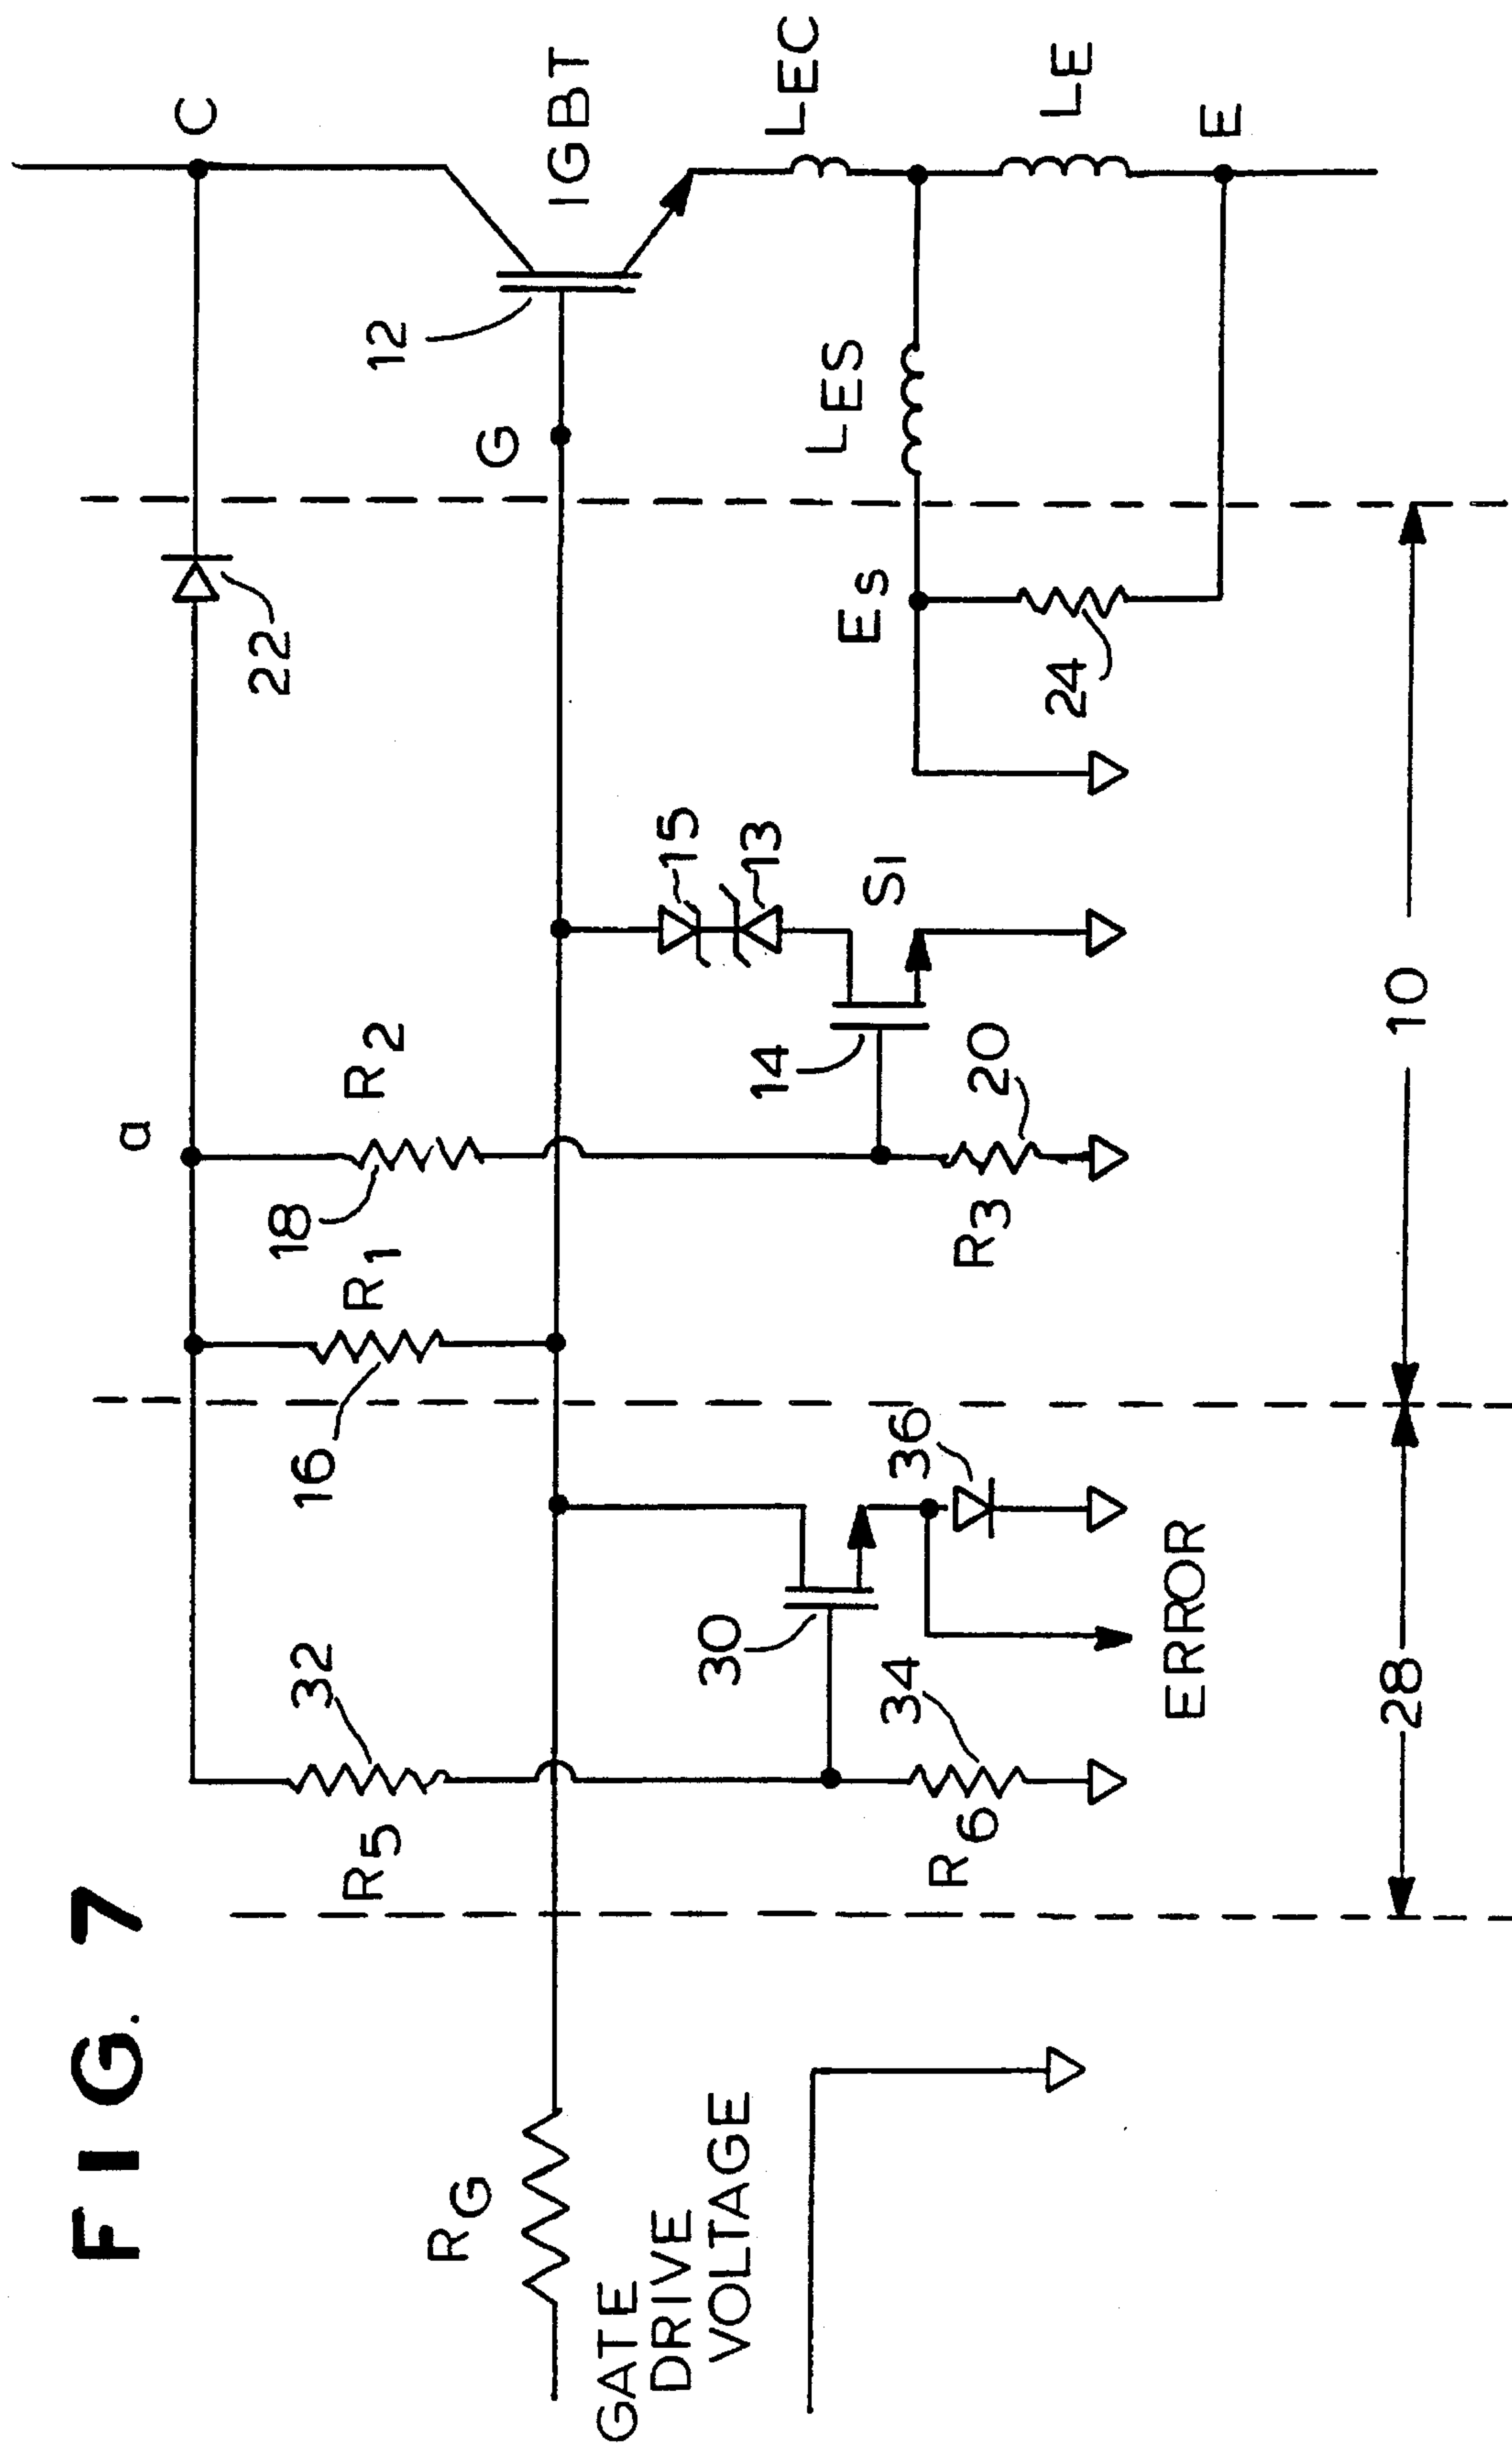 FIG. 7
C
a
22
R2
18
R1
16
32
R5
IGBT
12
G
RG
GATE
DRIVE
VOLTAGE
15
13
S1
14
20
R3
30
34
R6
36
ERROR
LEC
LES
LE
ES
24
E
10
28